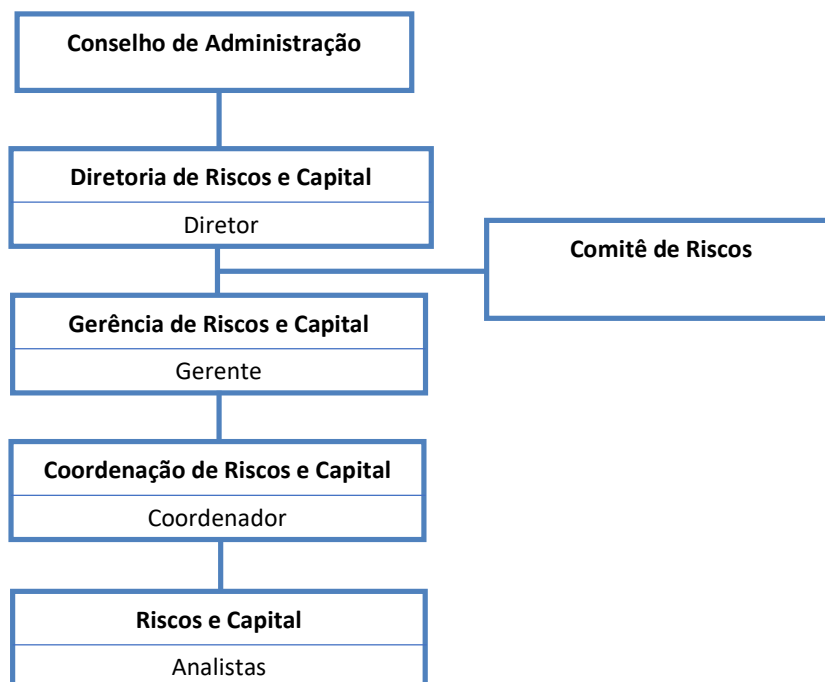 Conselho de Administração
Diretoria de Riscos e Capital
Diretor
Comitê de Riscos
Gerência de Riscos e Capital
Gerente
Coordenação de Riscos e Capital
Coordenador
Riscos e Capital
Analistas